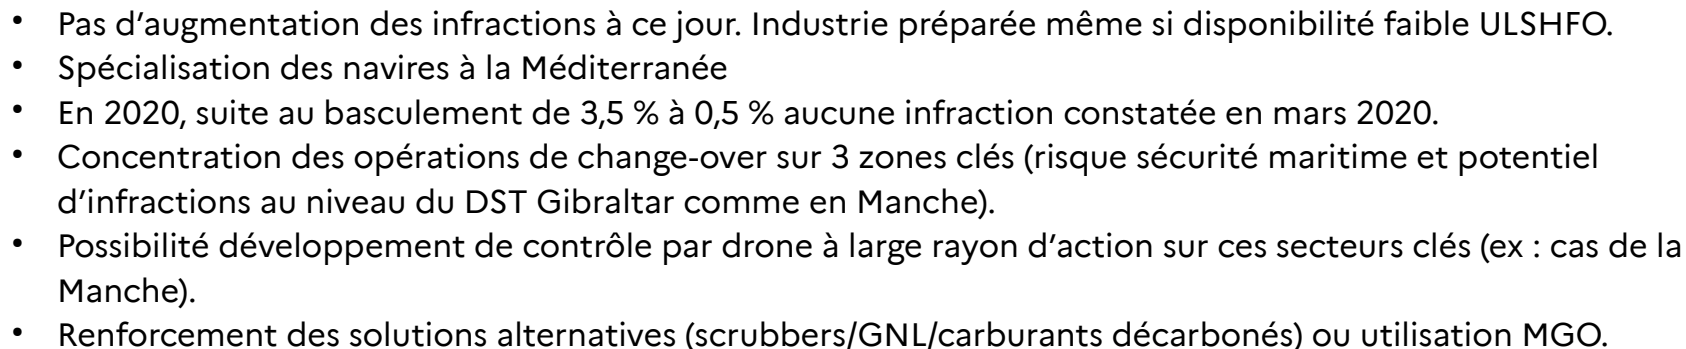 • Pas d’augmentation des infractions à ce jour. Industrie préparée même si disponibilité faible ULSHFO.
• Spécialisation des navires à la Méditerranée
• En 2020, suite au basculement de 3,5 % à 0,5 % aucune infraction constatée en mars 2020.
• Concentration des opérations de change-over sur 3 zones clés (risque sécurité maritime et potentiel
d’infractions au niveau du DST Gibraltar comme en Manche).
• Possibilité développement de contrôle par drone à large rayon d’action sur ces secteurs clés (ex : cas de la
Manche).
• Renforcement des solutions alternatives (scrubbers/GNL/carburants décarbonés) ou utilisation MGO.